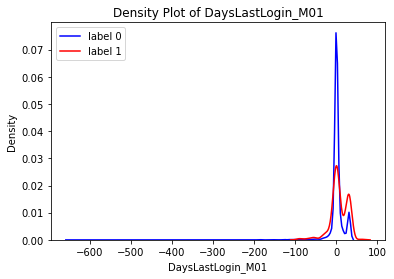 Density Plot of DaysLastLogin_M01
label 0
label 1
0.07
0.06
0.05
0.04
0.03
0.02
0.01
0.00
Density
−600 −500 −400 −300 −200 −100 0 100
DaysLastLogin_M01